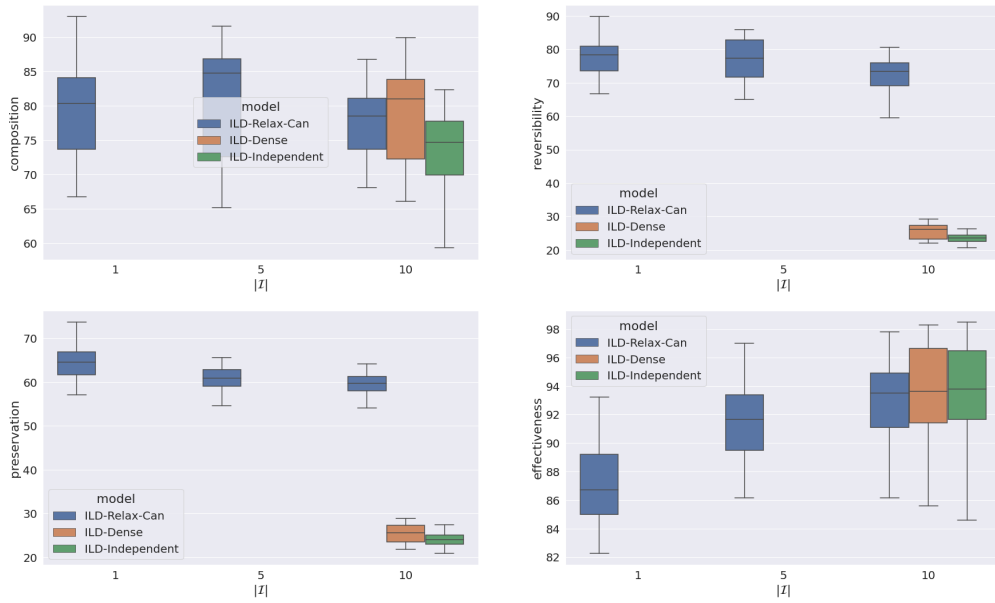 composition
90
85
80
75
70
65
60
model
ILD-Relax-Can
ILD-Dense
ILD-Independent
1
5
10
|𝓘|
reversibility
90
80
70
60
50
40
30
20
model
ILD-Relax-Can
ILD-Dense
ILD-Independent
1
5
10
|𝓘|
preservation
70
60
50
40
30
20
model
ILD-Relax-Can
ILD-Dense
ILD-Independent
1
5
10
|𝓘|
effectiveness
98
96
94
92
90
88
86
84
82
model
ILD-Relax-Can
ILD-Dense
ILD-Independent
1
5
10
|𝓘|